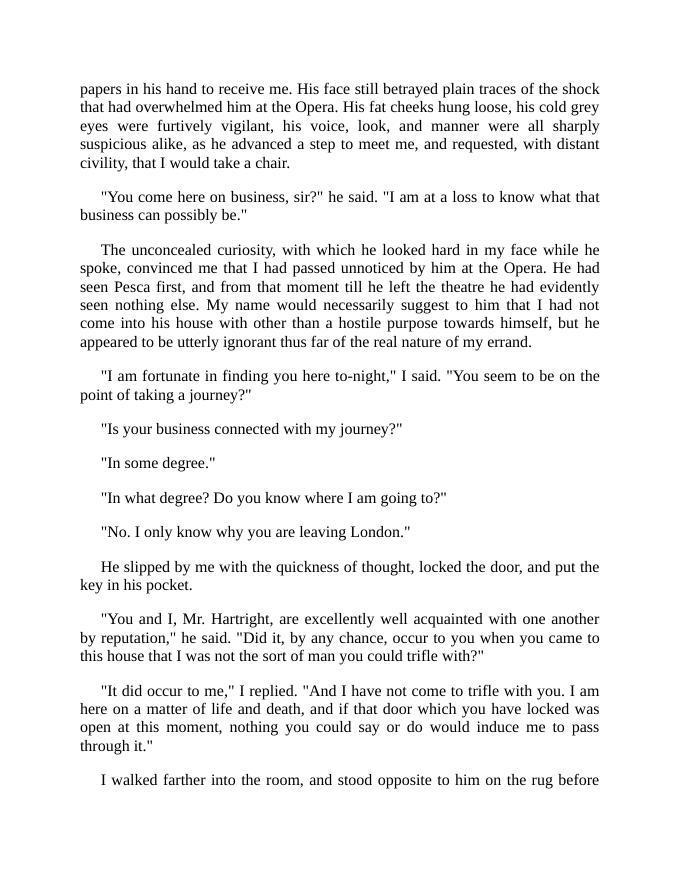 papers in his hand to receive me. His face still betrayed plain traces of the shock
that had overwhelmed him at the Opera. His fat cheeks hung loose, his cold grey
eyes were furtively vigilant, his voice, look, and manner were all sharply
suspicious alike, as he advanced a step to meet me, and requested, with distant
civility, that I would take a chair.
"You come here on business, sir?" he said. "I am at a loss to know what that
business can possibly be."
The unconcealed curiosity, with which he looked hard in my face while he
spoke, convinced me that I had passed unnoticed by him at the Opera. He had
seen Pesca first, and from that moment till he left the theatre he had evidently
seen nothing else. My name would necessarily suggest to him that I had not
come into his house with other than a hostile purpose towards himself, but he
appeared to be utterly ignorant thus far of the real nature of my errand.
"I am fortunate in finding you here to-night," I said. "You seem to be on the
point of taking a journey?"
"Is your business connected with my journey?"
"In some degree."
"In what degree? Do you know where I am going to?"
"No. I only know why you are leaving London."
He slipped by me with the quickness of thought, locked the door, and put the
key in his pocket.
"You and I, Mr. Hartright, are excellently well acquainted with one another
by reputation," he said. "Did it, by any chance, occur to you when you came to
this house that I was not the sort of man you could trifle with?"
"It did occur to me," I replied. "And I have not come to trifle with you. I am
here on a matter of life and death, and if that door which you have locked was
open at this moment, nothing you could say or do would induce me to pass
through it."
I walked farther into the room, and stood opposite to him on the rug before